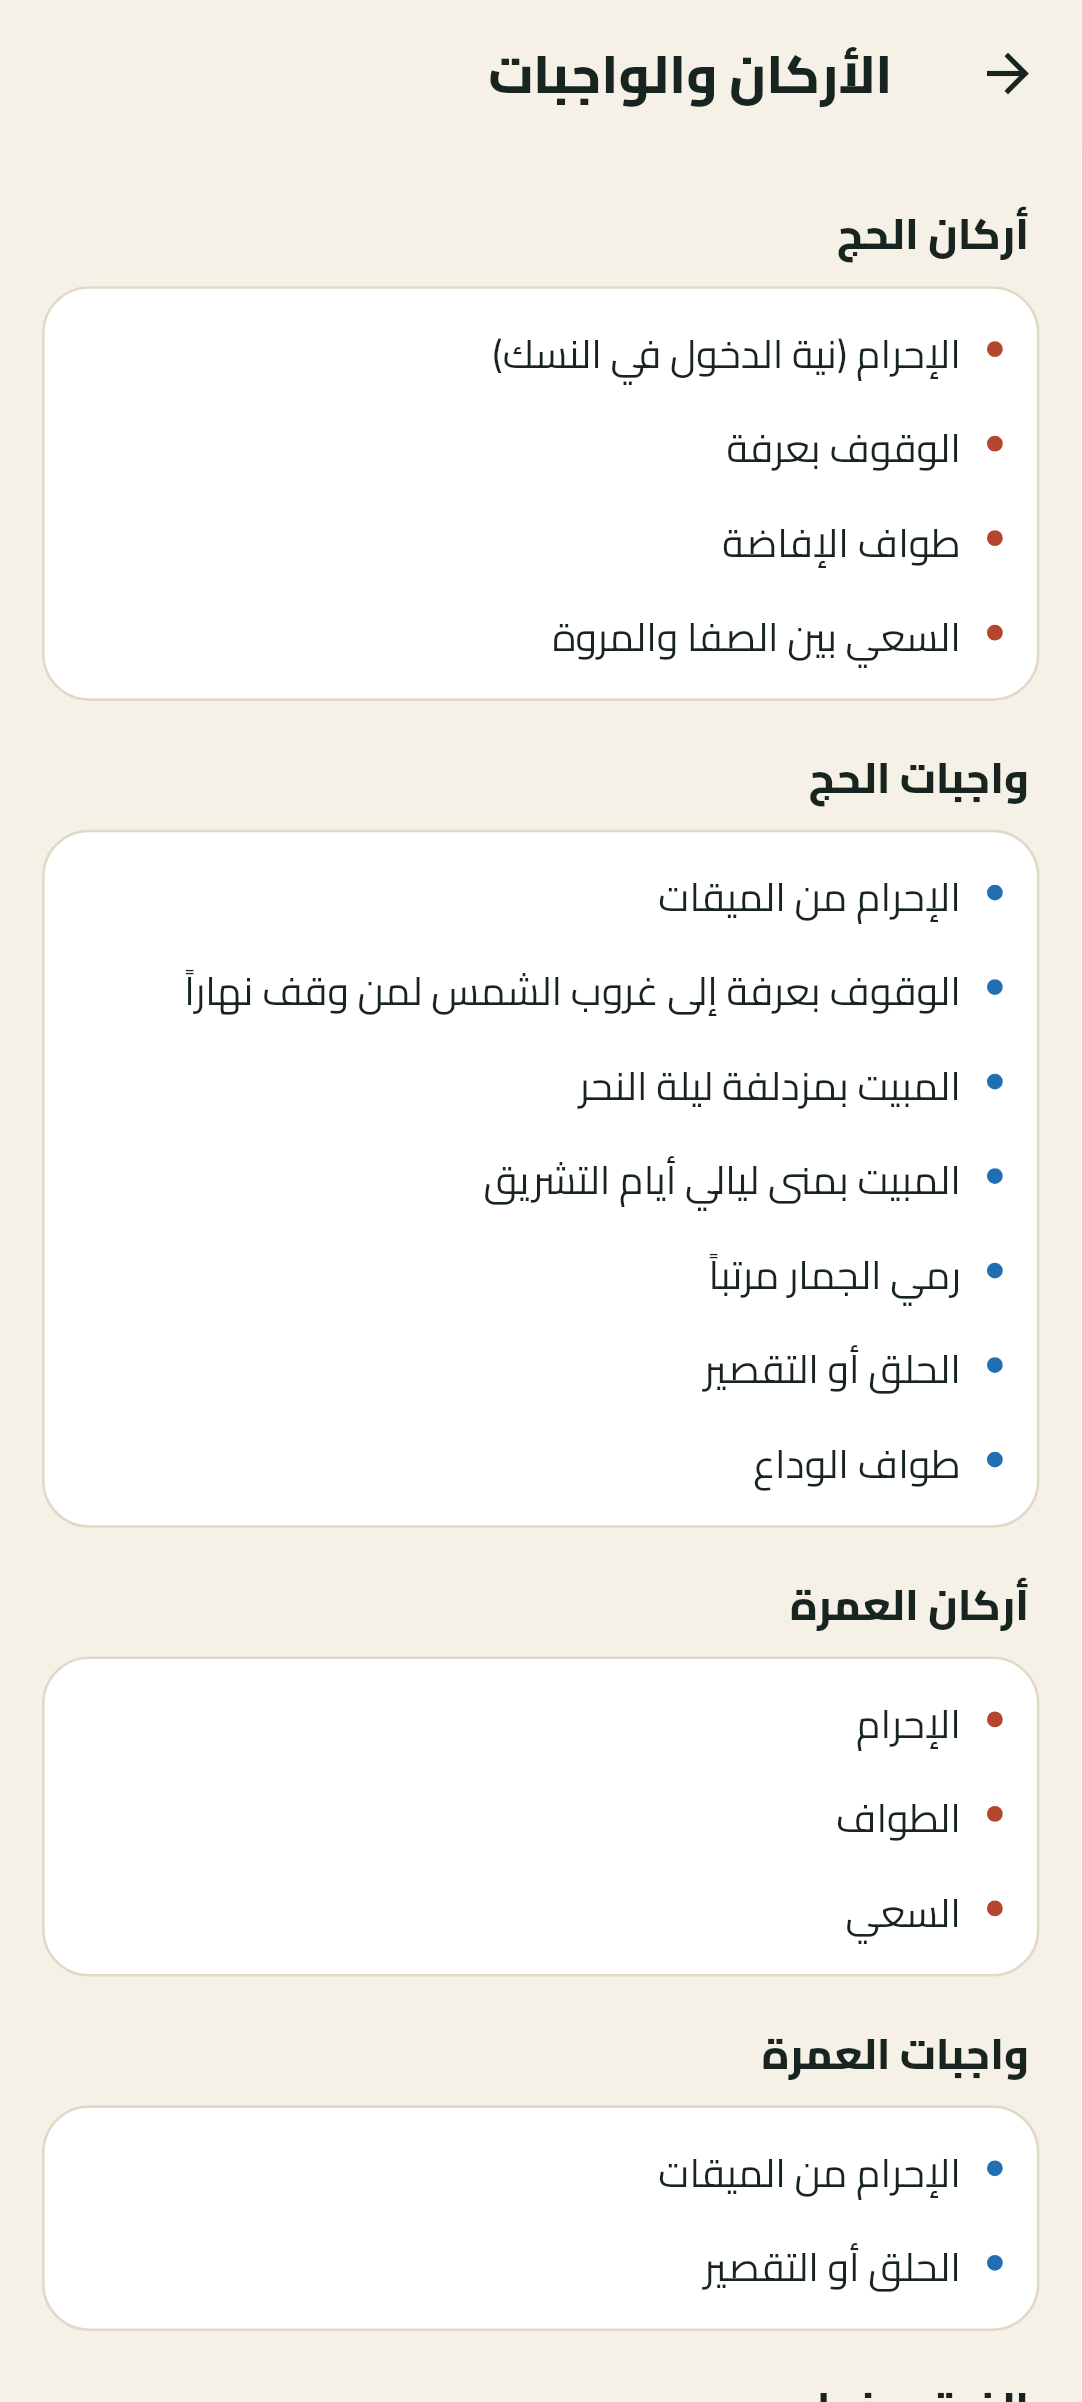 الأركان والواجبات
أركان الحج
الإحرام (نية الدخول في النسك)
الوقوف بعرفة
طواف الإفاضة
السعي بين الصفا والمروة
واجبات الحج
الإحرام من الميقات
الوقوف بعرفة إلى غروب الشمس لمن وقف نهاراً
المبيت بمزدلفة ليلة النحر
المبيت بمنى ليالي أيام التشريق
رمي الجمار مرتباً
الحلق أو التقصير
طواف الوداع
أركان العمرة
الإحرام
الطواف
السعي
واجبات العمرة
الإحرام من الميقات
الحلق أو التقصير